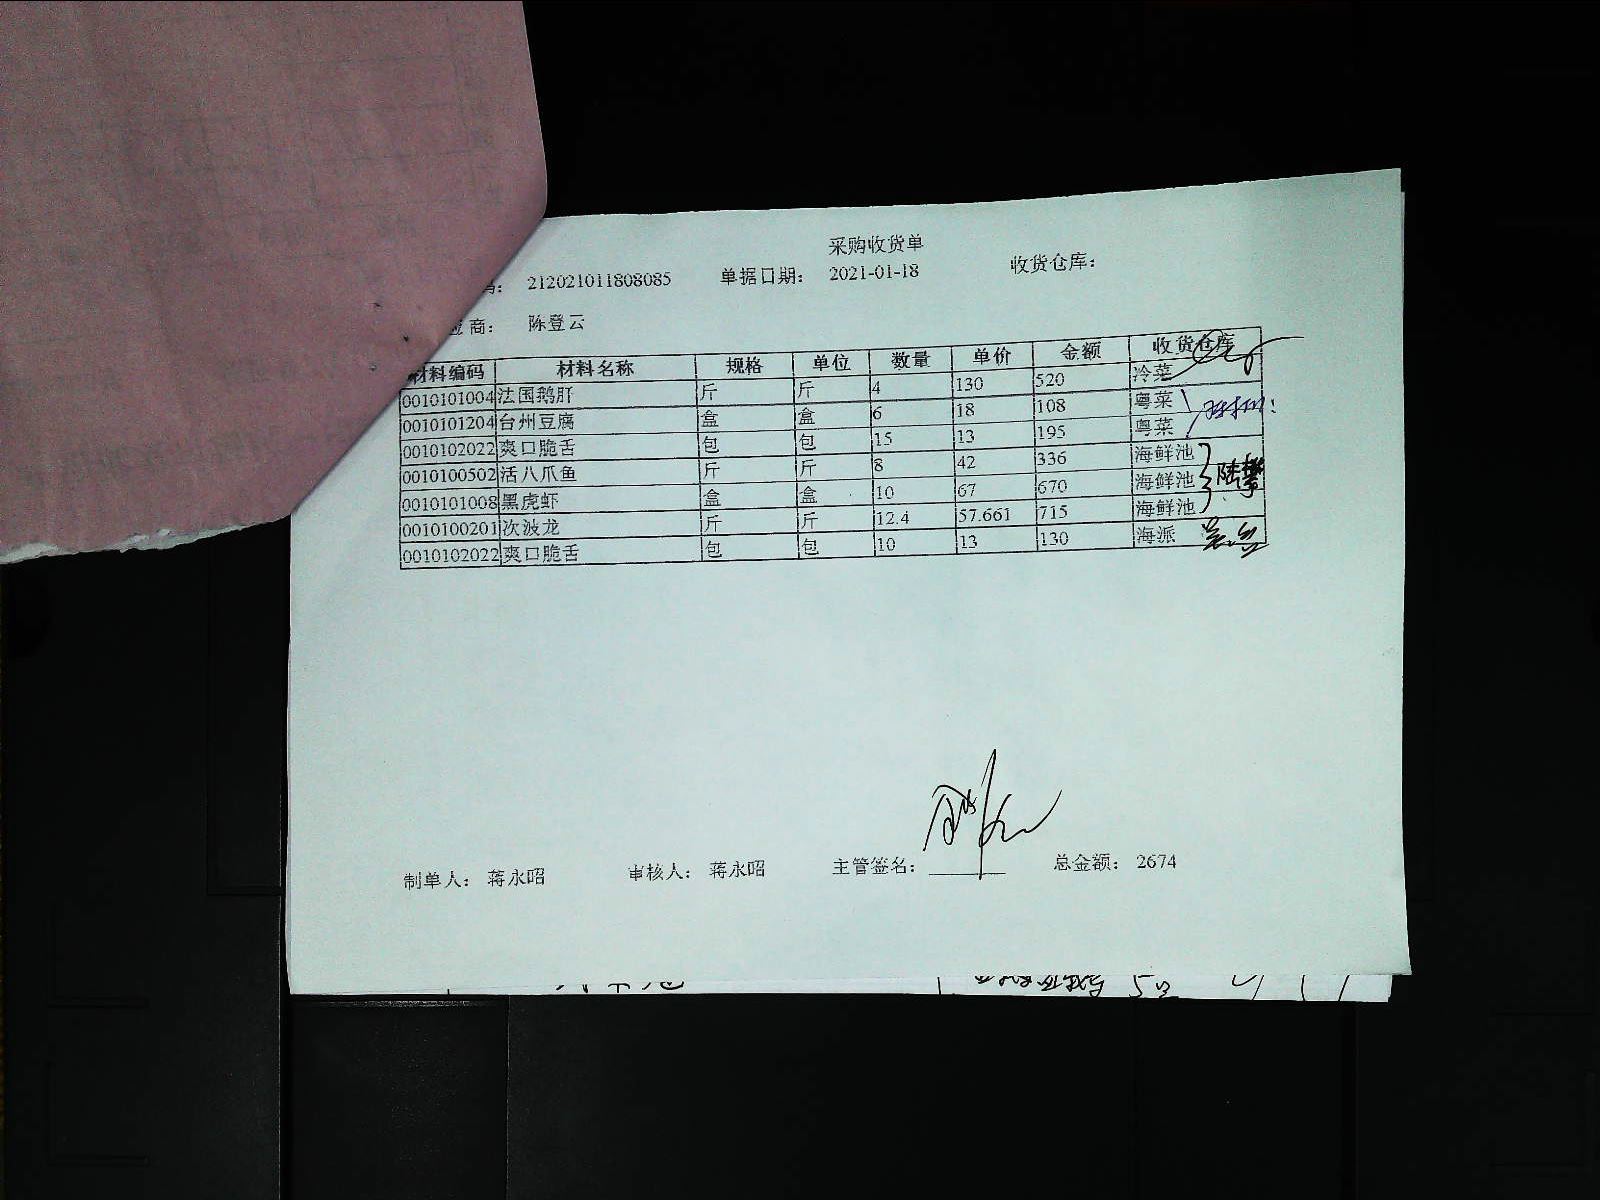 采购收货单
212021011808085 单据口期: 2021-01-18 收货仓库:
商: 陈登云
材料编码 材料名称 规格 单位 数量 单价 金额 收货仓库
0010101004 法国鹅肝 斤 斤 4 130 520 冷菜
0010101204 台州豆腐 盒 盒 6 18 108 粤菜
0010102022 爽口脆舌 包 包 15 13 195 粤菜
0010100502 活八爪鱼 斤 斤 8 42 336 海鲜池
0010101008 黑虎虾 盒 盒 10 67 670 海鲜池
0010100201 次波龙 斤 斤 12.4 57.661 715 海鲜池
0010102022 爽口脆舌 包 包 10 13 130 海派
制单人: 蒋永昭 审核人: 蒋永昭 主管签名: 总金额: 2674